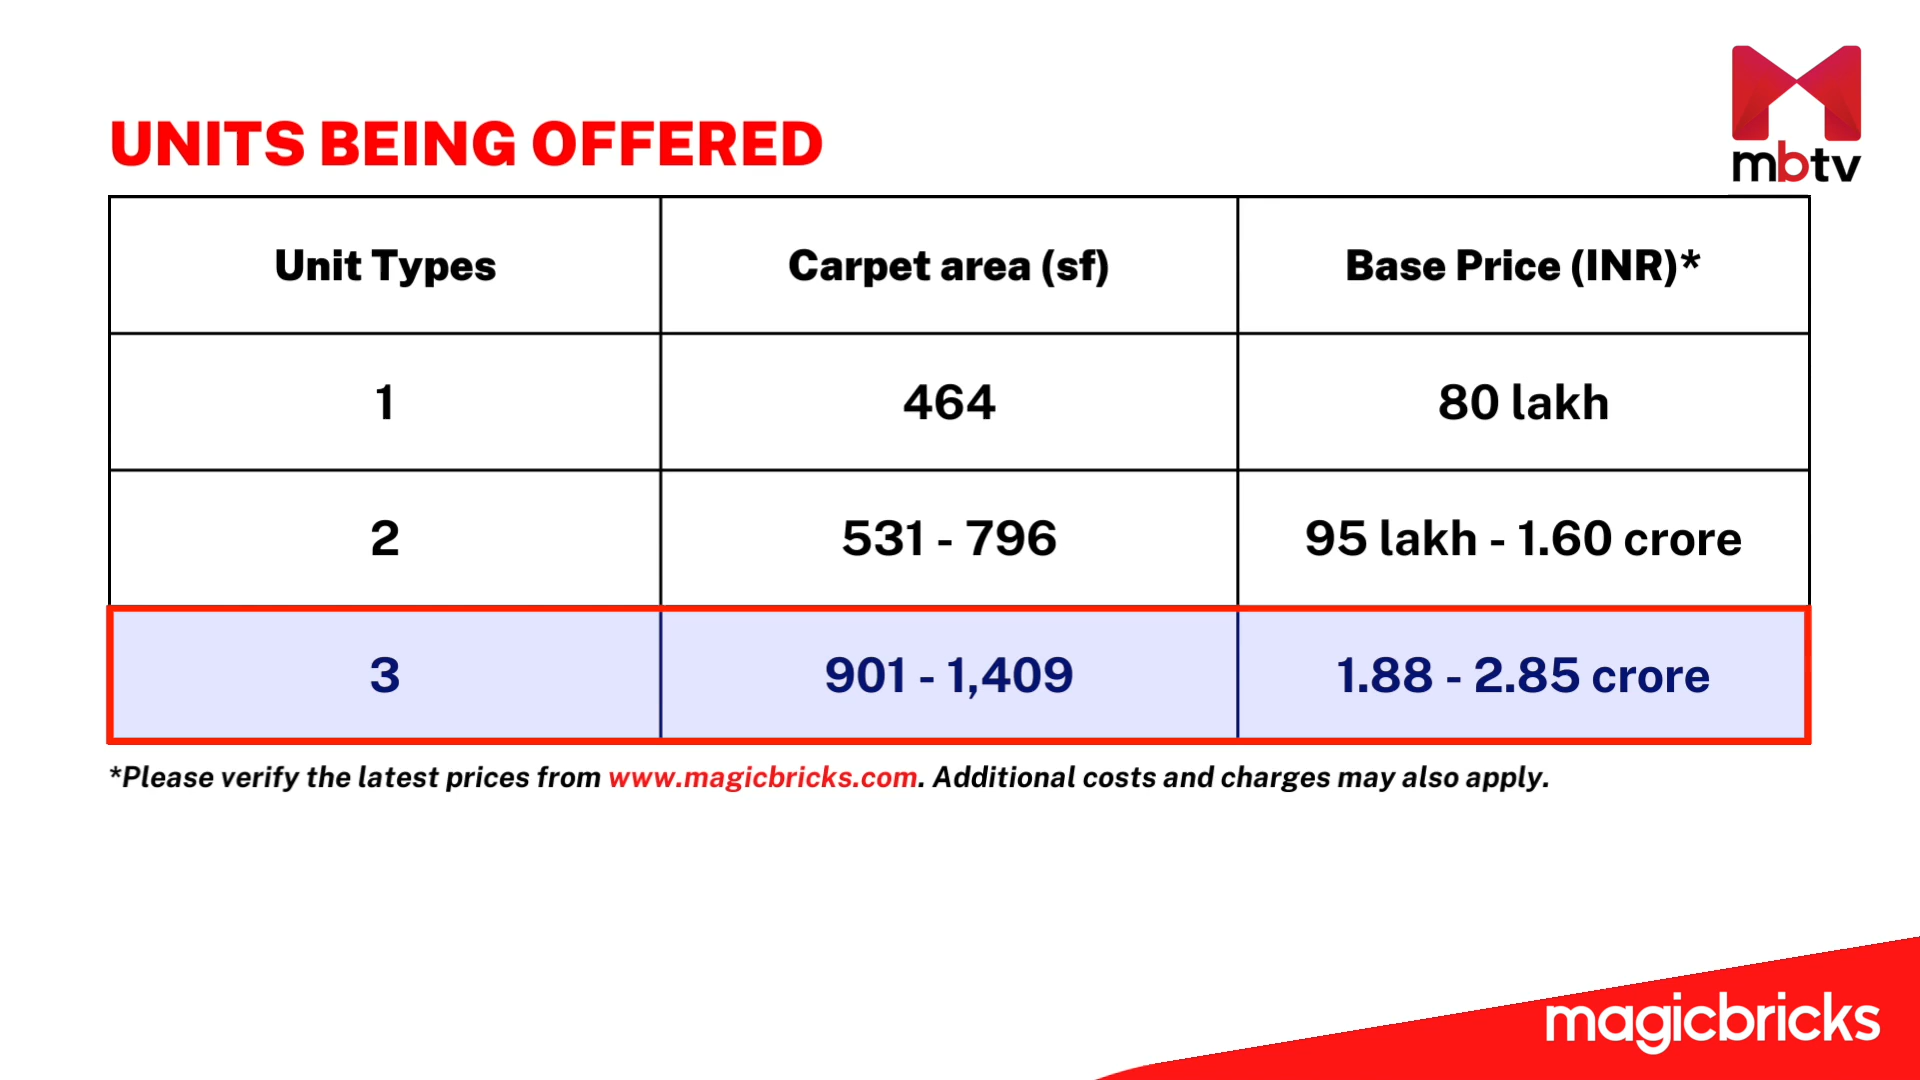 mbtv
UNITS BEING OFFERED
Unit Types Carpet area (sf) Base Price (INR)*
1 464 80 lakh
2 531 - 796 95 lakh - 1.60 crore
3 901 - 1,409 1.88 - 2.85 crore
*Please verify the latest prices from www.magicbricks.com. Additional costs and charges may also apply.
magicbricks